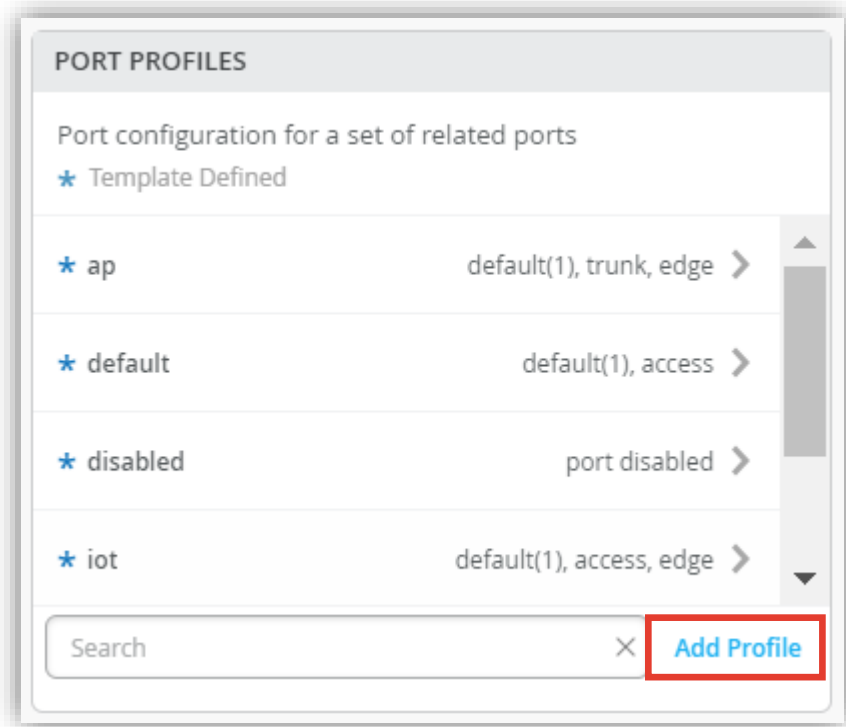 PORT PROFILES
Port configuration for a set of related ports
* Template Defined
* ap default(1), trunk, edge
* default default(1), access
* disabled port disabled
* iot default(1), access, edge
Search Add Profile